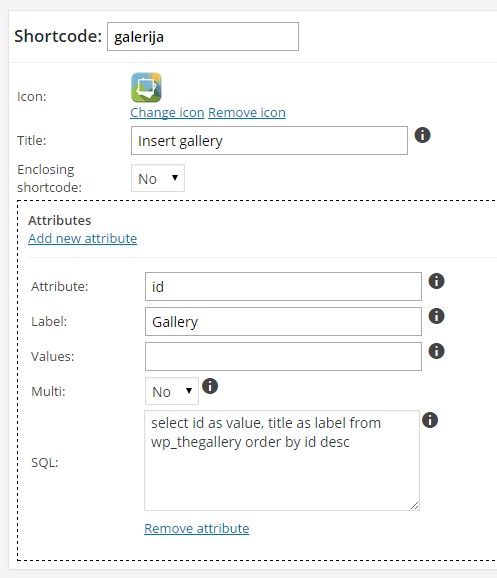 Shortcode: galerija
Icon:
Change icon Remove icon
Title: Insert gallery
Enclosing
shortcode: No
Attributes
Add new attribute
Attribute: id
Label: Gallery
Values:
Multi: No
SQL: select id as value, title as label from
wp_thegallery order by id desc
Remove attribute